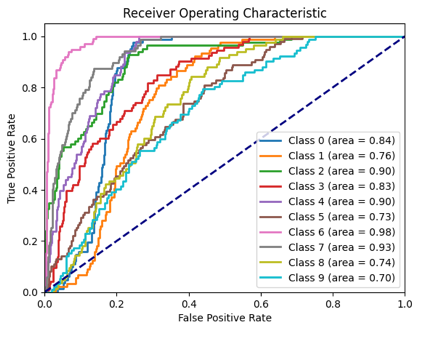 Receiver Operating Characteristic
True Positive Rate
1.0
0.8
0.6
0.4
0.2
0.0
Class 0 (area = 0.84)
Class 1 (area = 0.76)
Class 2 (area = 0.90)
Class 3 (area = 0.83)
Class 4 (area = 0.90)
Class 5 (area = 0.73)
Class 6 (area = 0.98)
Class 7 (area = 0.93)
Class 8 (area = 0.74)
Class 9 (area = 0.70)
0.0 0.2 0.4 0.6 0.8 1.0
False Positive Rate